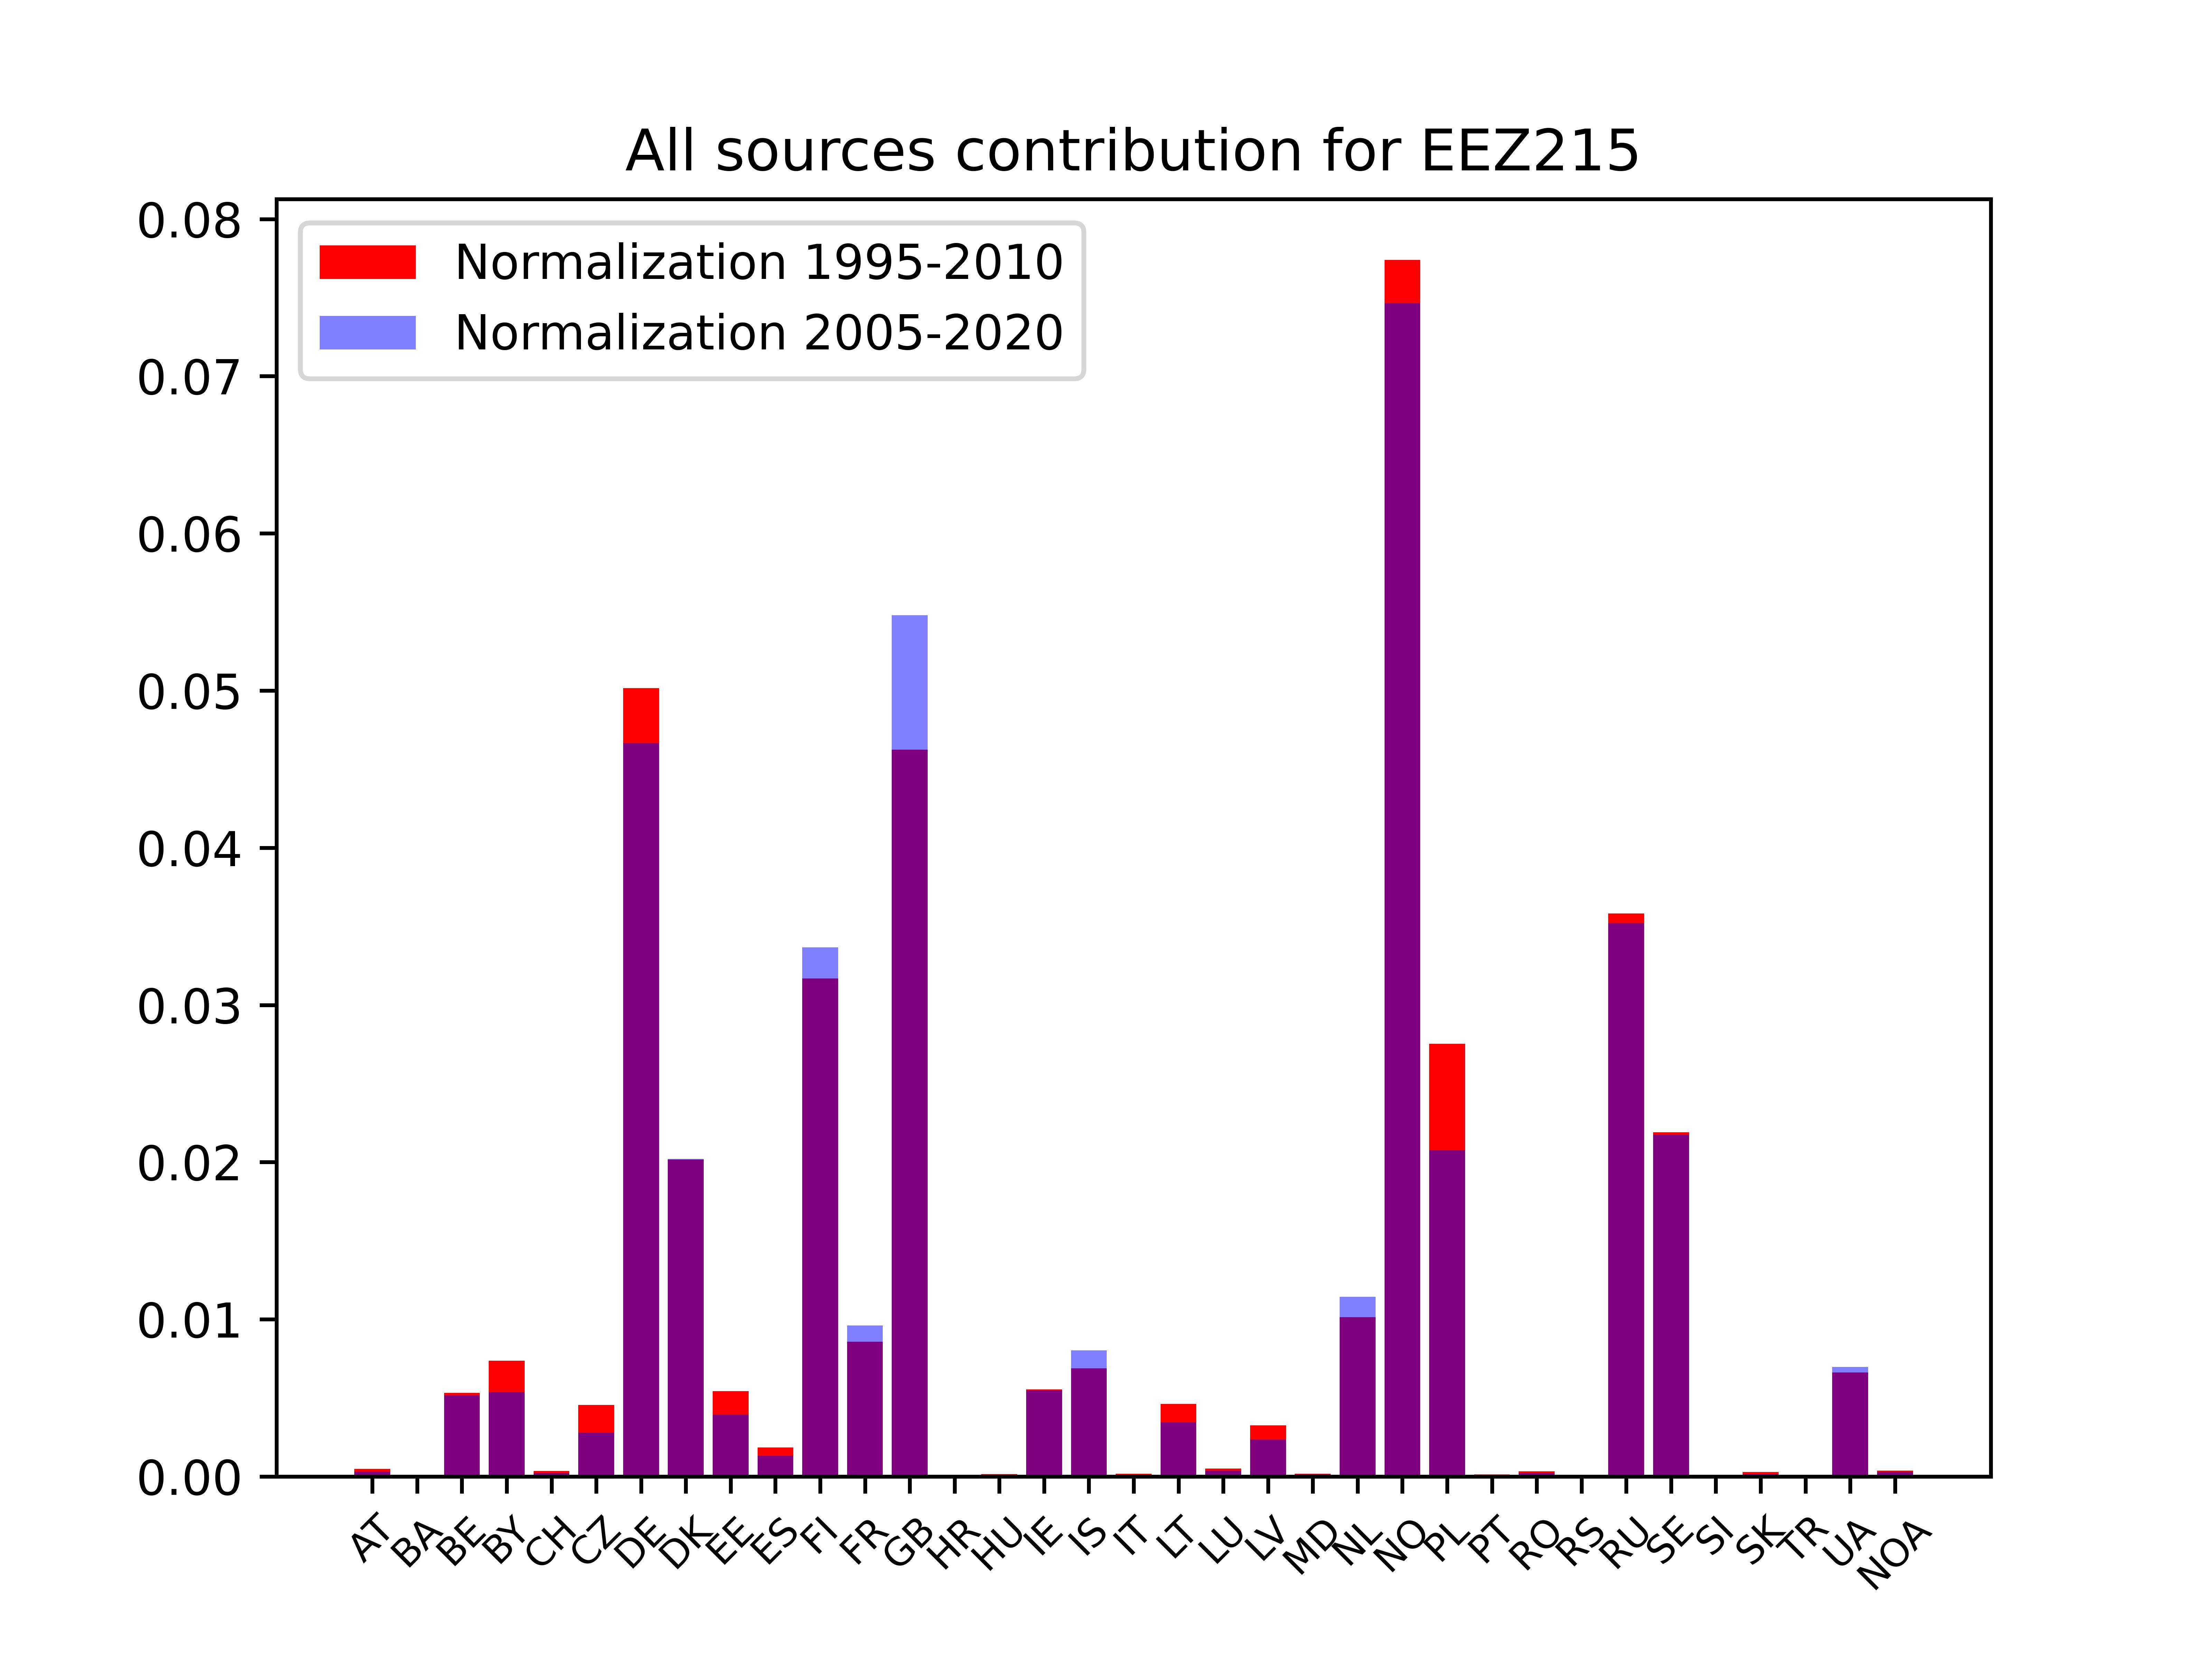 All sources contribution for EEZ215
Normalization 1995-2010
Normalization 2005-2020
0.08
0.07
0.06
0.05
0.04
0.03
0.02
0.01
0.00
AT BA BE BY CH CZ DE DK EE ES FI FR GB HR HU IE IS IT LT LU LV MD NL NO PL PT RO RS RU SE SI SK TR UA NOA